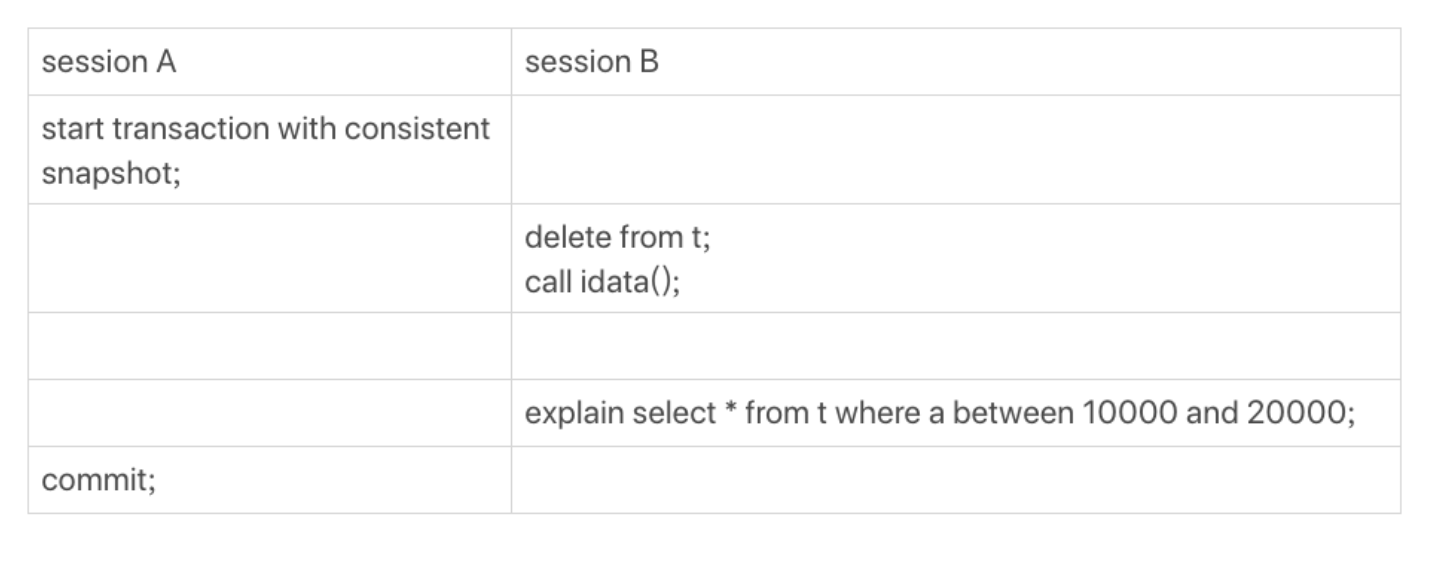 session A
session B
start transaction with consistent
snapshot;
delete from t;
call idata();
explain select * from t where a between 10000 and 20000;
commit;